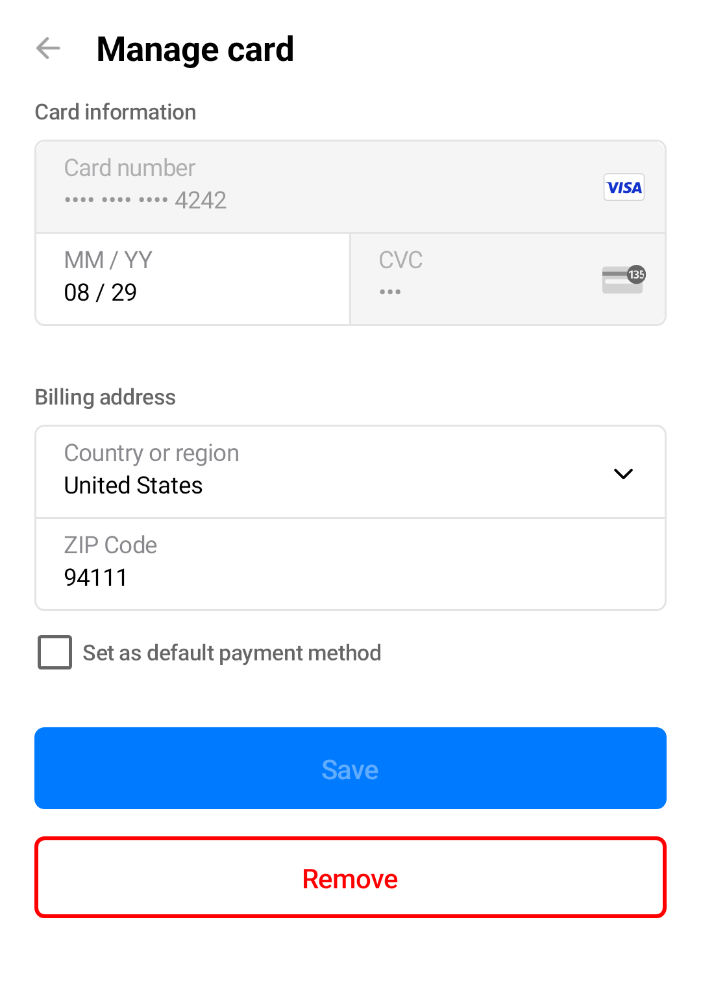 Manage card
Card information
Card number
•••• •••• •••• 4242
VISA
MM / YY
08 / 29
CVC
•••
135
Billing address
Country or region
United States
ZIP Code
94111
Set as default payment method
Save
Remove